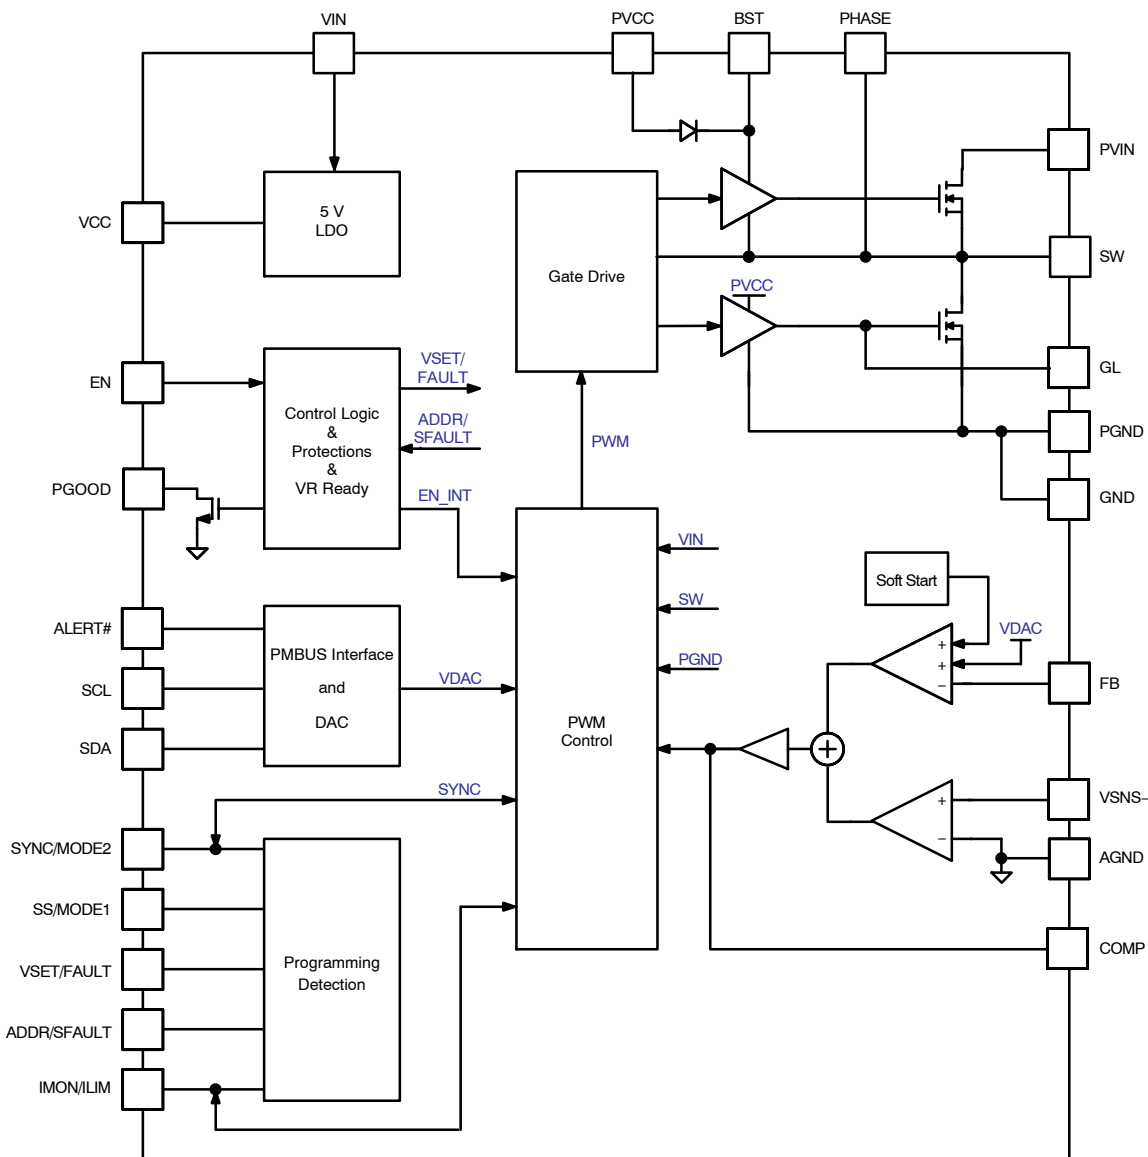 VIN
PVCC
BST
PHASE
PVIN
5 V
LDO
VCC
Gate Drive
SW
PVCC
EN
VSET/
FAULT
GL
Control Logic
&
Protections
&
VR Ready
ADDR/
SFAULT
PWM
PGND
PGOOD
EN_INT
GND
VIN
Soft Start
SW
ALERT#
PMBUS Interface
and
DAC
VDAC
+
+
–
PGND
SCL
VDAC
FB
SDA
PWM
Control
+
SYNC
+
–
VSNS–
SYNC/MODE2
AGND
SS/MODE1
COMP
VSET/FAULT
Programming
Detection
ADDR/SFAULT
IMON/ILIM